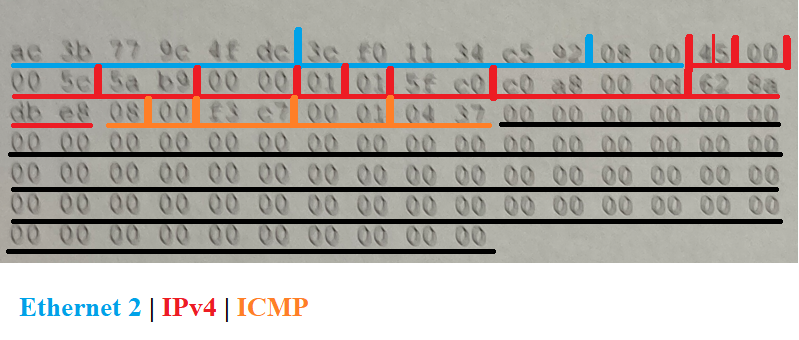 ac 3b 77 9c 4f dc 3c f0 11 34 c5 92 08 00 45 00
00 5c 5a b9 00 00 01 01 5f c0 c0 a8 00 0d 62 8a
db e8 08 00 f3 c7 00 01 04 37 00 00 00 00 00 00
00 00 00 00 00 00 00 00 00 00 00 00 00 00 00 00
00 00 00 00 00 00 00 00 00 00 00 00 00 00 00 00
00 00 00 00 00 00 00 00 00 00 00 00 00 00 00 00
00 00 00 00 00 00 00 00 00 00
Ethernet 2 | IPv4 | ICMP